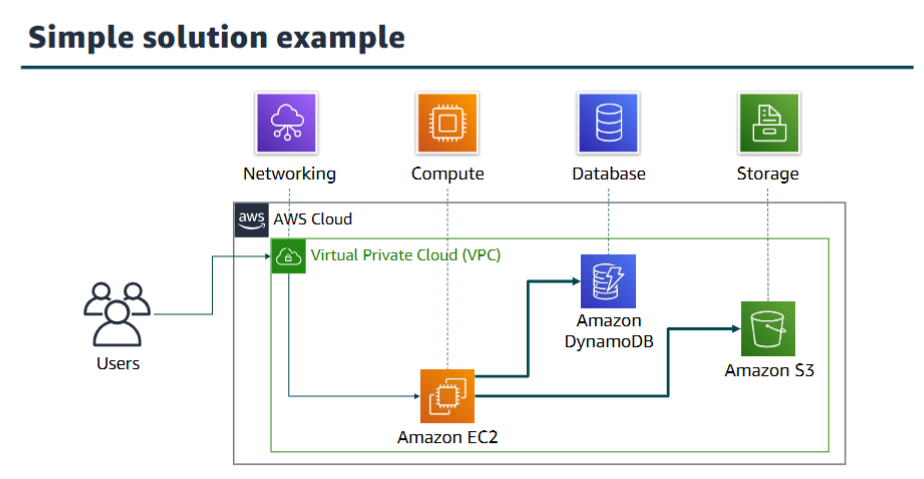 Simple solution example
Networking
Compute
Database
Storage
aws
AWS Cloud
Virtual Private Cloud (VPC)
Users
Amazon
DynamoDB
Amazon S3
Amazon EC2